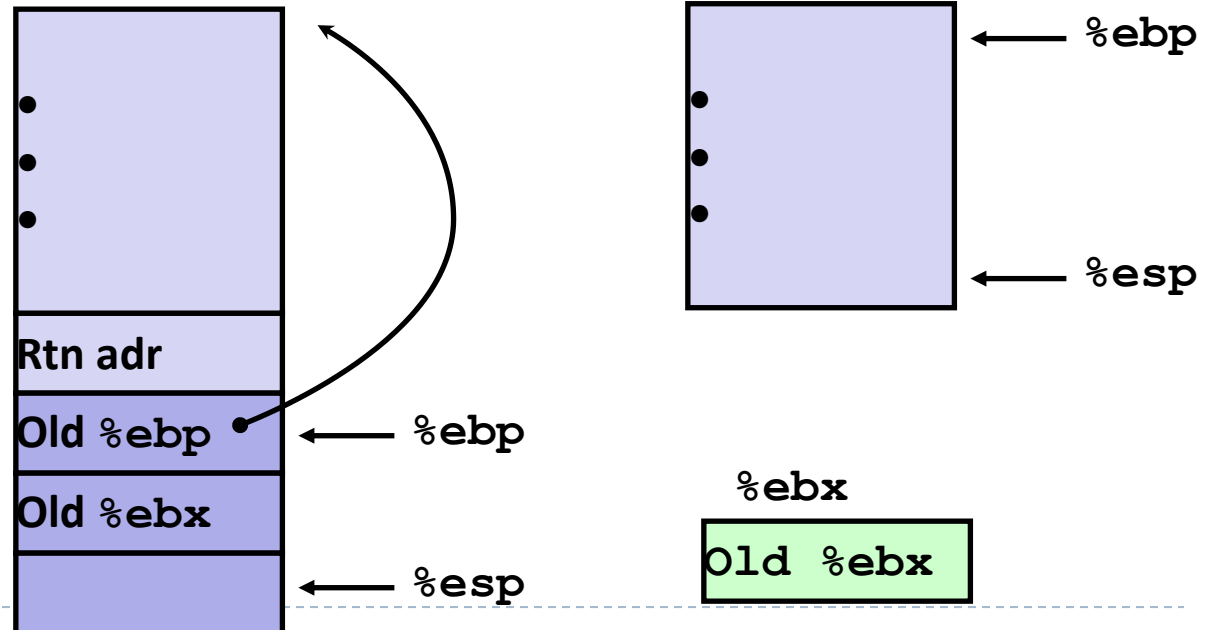 Rtn adr
Old %ebp
Old %ebx
%ebp
%esp
%ebp
%esp
%ebx
Old %ebx